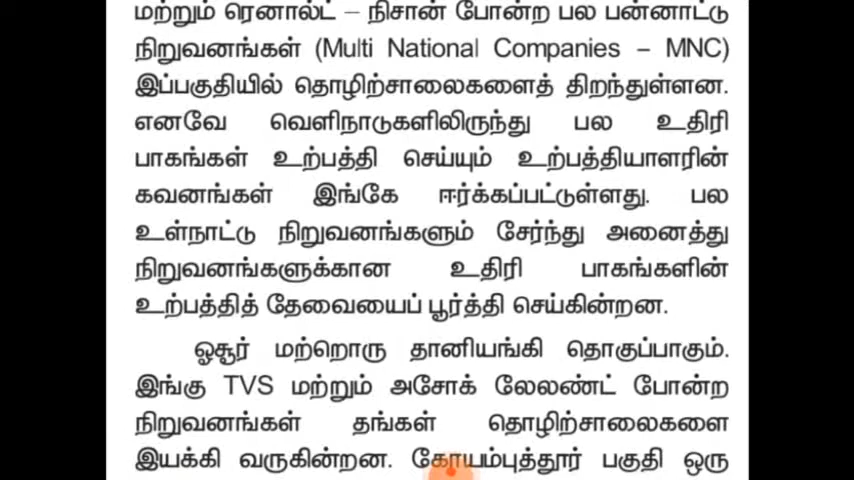 மற்றும் ரெனால்ட் – நிசான் போன்ற பல பன்னாட்டு
நிறுவனங்கள் (Multi National Companies – MNC)
இப்பகுதியில் தொழிற்சாலைகளைத் திறந்துள்ளன.
எனவே வெளிநாடுகளிலிருந்து பல உதிரி
பாகங்கள் உற்பத்தி செய்யும் உற்பத்தியாளரின்
கவனங்கள் இங்கே ஈர்க்கப்பட்டுள்ளது. பல
உள்நாட்டு நிறுவனங்களும் சேர்ந்து அனைத்து
நிறுவனங்களுக்கான உதிரி பாகங்களின்
உற்பத்தித் தேவையைப் பூர்த்தி செய்கின்றன.
ஓசூர் மற்றொரு தானியங்கி தொகுப்பாகும்.
இங்கு TVS மற்றும் அசோக் லேலண்ட் போன்ற
நிறுவனங்கள் தங்கள் தொழிற்சாலைகளை
இயக்கி வருகின்றன. கோயம்புத்தூர் பகுதி ஒரு